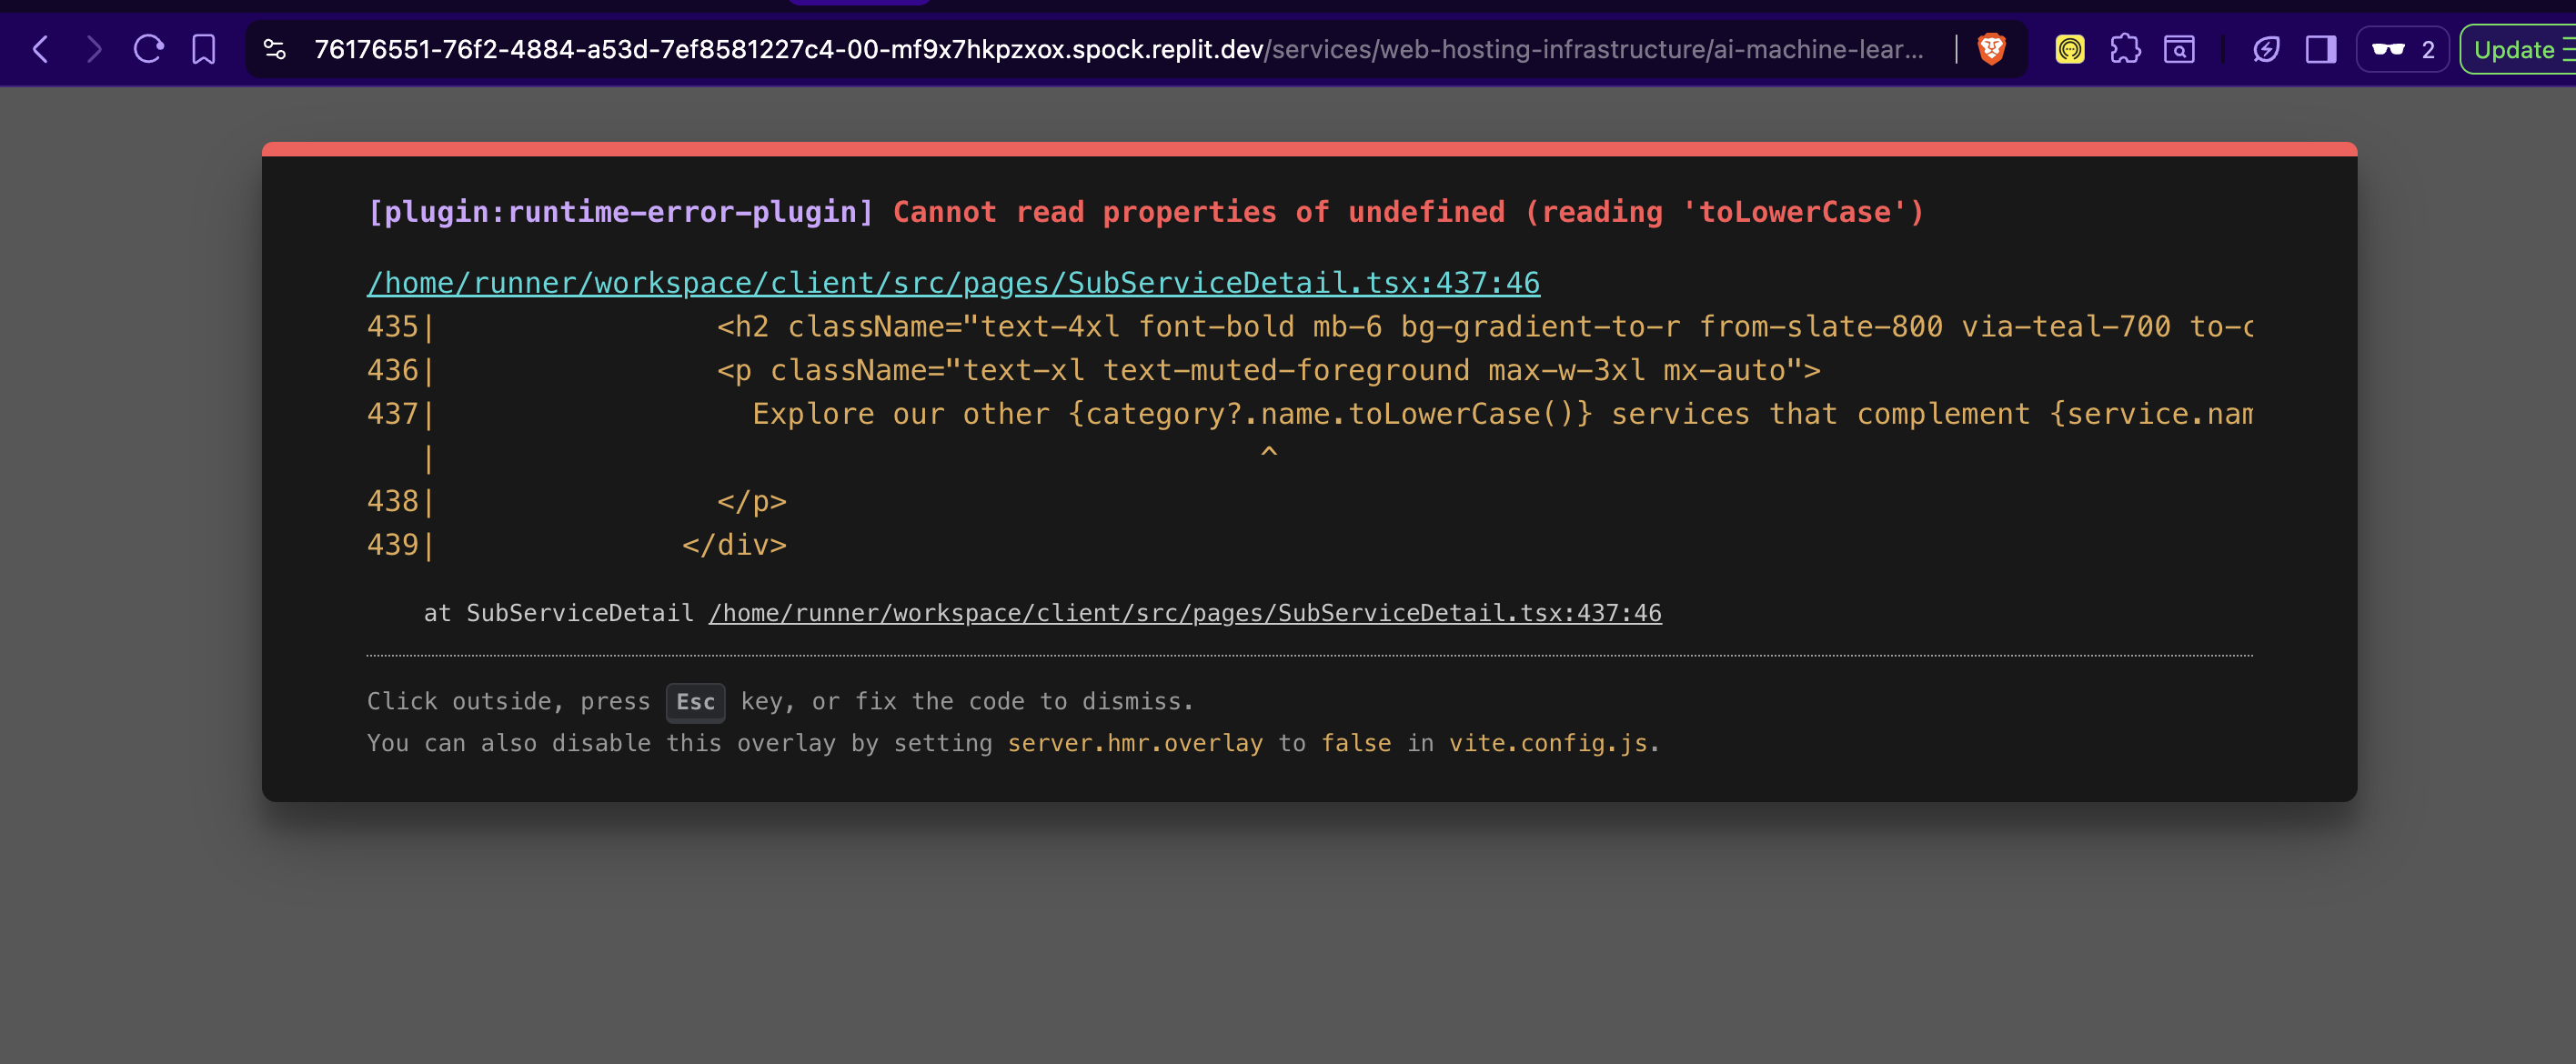 76176551-76f2-4884-a53d-7ef8581227c4-00-mf9x7hkpzxox.spock.replit.dev/services/web-hosting-infrastructure/ai-machine-lear...
2
Update
[plugin:runtime-error-plugin] Cannot read properties of undefined (reading 'toLowerCase')
/home/runner/workspace/client/src/pages/SubServiceDetail.tsx:437:46
435|                <h2 className="text-4xl font-bold mb-6 bg-gradient-to-r from-slate-800 via-teal-700 to-c
436|                <p className="text-xl text-muted-foreground max-w-3xl mx-auto">
437|                  Explore our other {category?.name.toLowerCase()} services that complement {service.nam
   |                                               ^
438|                </p>
439|              </div>
at SubServiceDetail /home/runner/workspace/client/src/pages/SubServiceDetail.tsx:437:46
Click outside, press Esc key, or fix the code to dismiss.
You can also disable this overlay by setting server.hmr.overlay to false in vite.config.js.